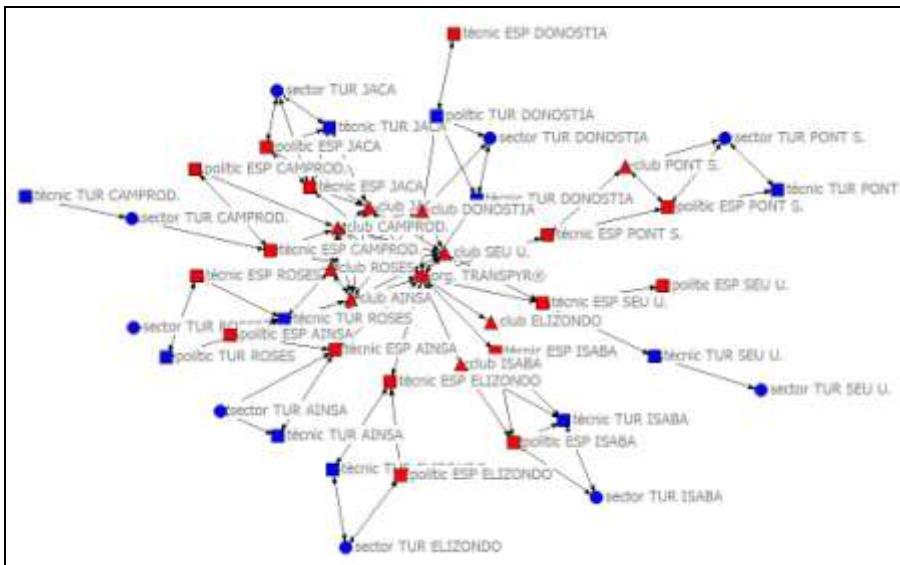 tècnic ESP DONOSTIA
sector TUR JACA
polític TUR DONOSTIA
tècnic TUR JACA
sector TUR DONOSTIA
sector TUR PONT S.
polític ESP JACA
polític ESP CAMPROD.
club PONT S.
tècnic ESP JACA
tècnic TUR PONT
tècnic TUR CAMPROD.
tècnic TUR DONOSTIA
club DONOSTIA
polític ESP PONT S.
sector TUR CAMPROD.
club CAMPROD.
tècnic ESP PONT S.
tècnic ESP CAMPROD.
club SEU U.
tècnic ESP ROSES
club ROSES
org. TRANSPYR®
polític ESP SEU U.
club AINSA
tècnic ESP SEU U.
tècnic TUR ROSES
club ELIZONDO
sector TUR
polític ESP AINSA
polític TUR ROSES
tècnic ESP AINSA
tècnic ESP ISABA
tècnic TUR SEU U.
club ISABA
tècnic ESP ELIZONDO
sector TUR SEU U.
sector TUR AINSA
tècnic TUR ISABA
tècnic TUR AINSA
polític ESP ISABA
tècnic
polític ESP ELIZONDO
sector TUR ISABA
sector TUR ELIZONDO